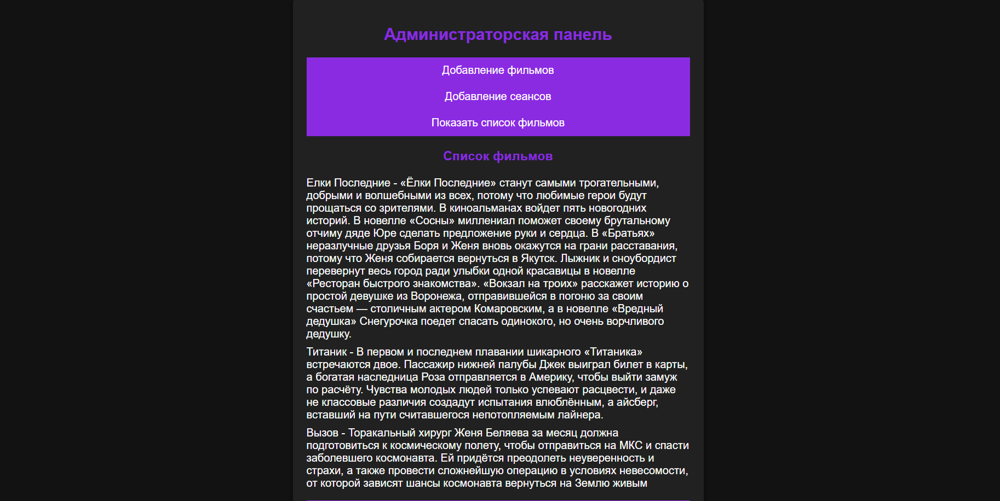 Администраторская панель
Добавление фильмов
Добавление сеансов
Показать список фильмов
Список фильмов
Елки Последние - «Ёлки Последние» станут самыми трогательными,
добрыми и волшебными из всех, потому что любимые герои будут
прощаться со зрителями. В киноальманах войдет пять новогодних
историй. В новелле «Сосны» миллениал поможет своему брутальному
отчиму дяде Юре сделать предложение руки и сердца. В «Братьях»
неразлучные друзья Боря и Женя вновь окажутся на грани расставания,
потому что Женя собирается вернуться в Якутск. Лыжник и сноубордист
перевернут весь город ради улыбки одной красавицы в новелле
«Ресторан быстрого знакомства». «Вокзал на троих» расскажет историю о
простой девушке из Воронежа, отправившейся в погоню за своим
счастьем — столичным актером Комаровским, а в новелле «Вредный
дедушка» Снегурочка поедет спасать одинокого, но очень ворчливого
дедушку.
Титаник - В первом и последнем плавании шикарного «Титаника»
встречаются двое. Пассажир нижней палубы Джек выиграл билет в карты,
а богатая наследница Роза отправляется в Америку, чтобы выйти замуж
по расчёту. Чувства молодых людей только успевают расцвести, и даже
не классовые различия создадут испытания влюблённым, а айсберг,
вставший на пути считавшегося непотопляемым лайнера.
Вызов - Торакальный хирург Женя Беляева за месяц должна
подготовиться к космическому полету, чтобы отправиться на МКС и спасти
заболевшего космонавта. Ей придётся преодолеть неуверенность и
страхи, а также провести сложнейшую операцию в условиях невесомости,
от которой зависят шансы космонавта вернуться на Землю живым